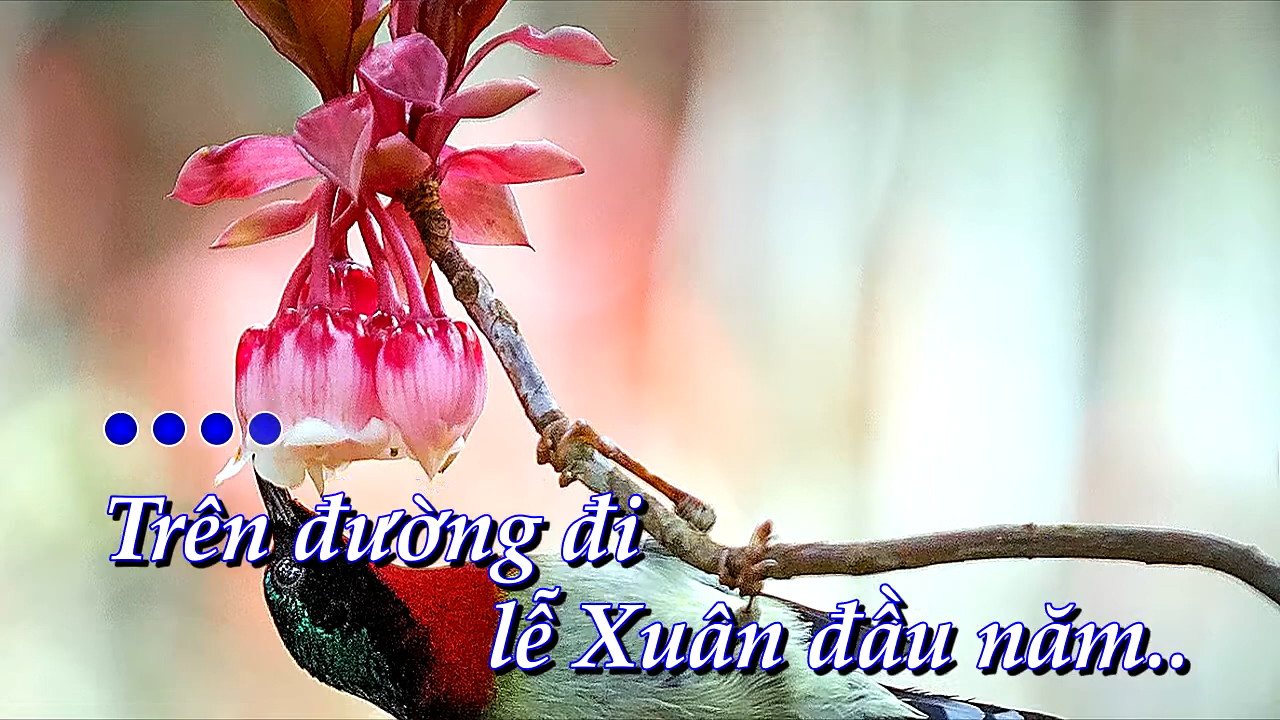 Trên đường đi
lễ Xuân đầu năm..